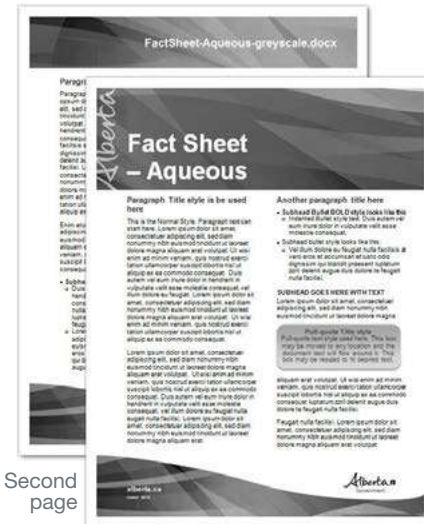 FactSheet-Aqueous-greyscale.docx
Alberta
Fact Sheet
– Aqueous
Paragraph Title style is be used
here
This is the Normal Style. Paragraph text can
start here. Lorem ipsum dolor sit amet,
consectetuer adipiscing elit, sed diam
nonummy nibh euismod tincidunt ut laoreet
dolore magna aliquam erat volutpat. Ut wisi
enim ad minim veniam, quis nostrud exerci
tation ullamcorper suscipit lobortis nisl ut
aliquip ex ea commodo consequat. Duis
autem vel eum iriure dolor in hendrerit in
vulputate velit esse molestie consequat, vel
illum dolore eu feugiat. Lorem ipsum dolor sit
amet, consectetuer adipiscing elit, sed diam
nonummy nibh euismod tincidunt ut laoreet
dolore magna aliquam erat volutpat. Ut wisi
enim ad minim veniam, quis nostrud exerci
tation ullamcorper suscipit lobortis nisl ut
aliquip ex ea commodo consequat.
Lorem ipsum dolor sit amet, consectetuer
adipiscing elit, sed diam nonummy nibh
euismod tincidunt ut laoreet dolore magna
aliquam erat volutpat. Ut wisi enim ad minim
veniam, quis nostrud exerci tation ullamcorper
suscipit lobortis nisl ut aliquip ex ea commodo
consequat. Duis autem vel eum iriure dolor in
hendrerit in vulputate velit esse molestie
consequat, vel illum dolore eu feugiat nulla
feugait nulla facilisi. Lorem ipsum dolor sit
amet, consectetuer adipiscing elit, sed diam
nonummy nibh euismod tincidunt ut laoreet
dolore magna aliquam erat
Another paragraph title here
• Subhead Bullet BOLD style looks like this
Indented Bullet style text. Duis autem vel
eum iriure dolor in vulputate velit esse
molestie consequat,
• Subhead bullet style looks like this
Vel illum dolore eu feugiat nulla facilisis at
vero eros et accumsan et iusto odio
dignissim qui blandit praesent luptatum
zzril delenit augue duis dolore te feugait
nulla facilisi.
SUBHEAD GOES HERE WITH TEXT
Lorem ipsum dolor sit amet, consectetuer
adipiscing elit, sed diam nonummy nibh
euismod tincidunt ut laoreet dolore magna
Pull-quote Title style
Pull-quote text style used here. This box
may be moved to any location and the
document text will flow around it. This
box may be resized to fit desired text.
aliquam erat volutpat. Ut wisi enim ad minim
veniam, quis nostrud exerci tation ullamcorper
suscipit lobortis nisl ut aliquip ex ea commodo
consequat luptatum zzril delenit augue duis
dolore te feugait nulla facilisi.
Feugait nulla facilisi. Lorem ipsum dolor sit
amet, consectetuer adipiscing elit, sed diam
nonummy nibh euismod tincidunt ut laoreet
dolore magna aliquam erat volutpat.
alberta.ca
Alberta
Government
Second
page